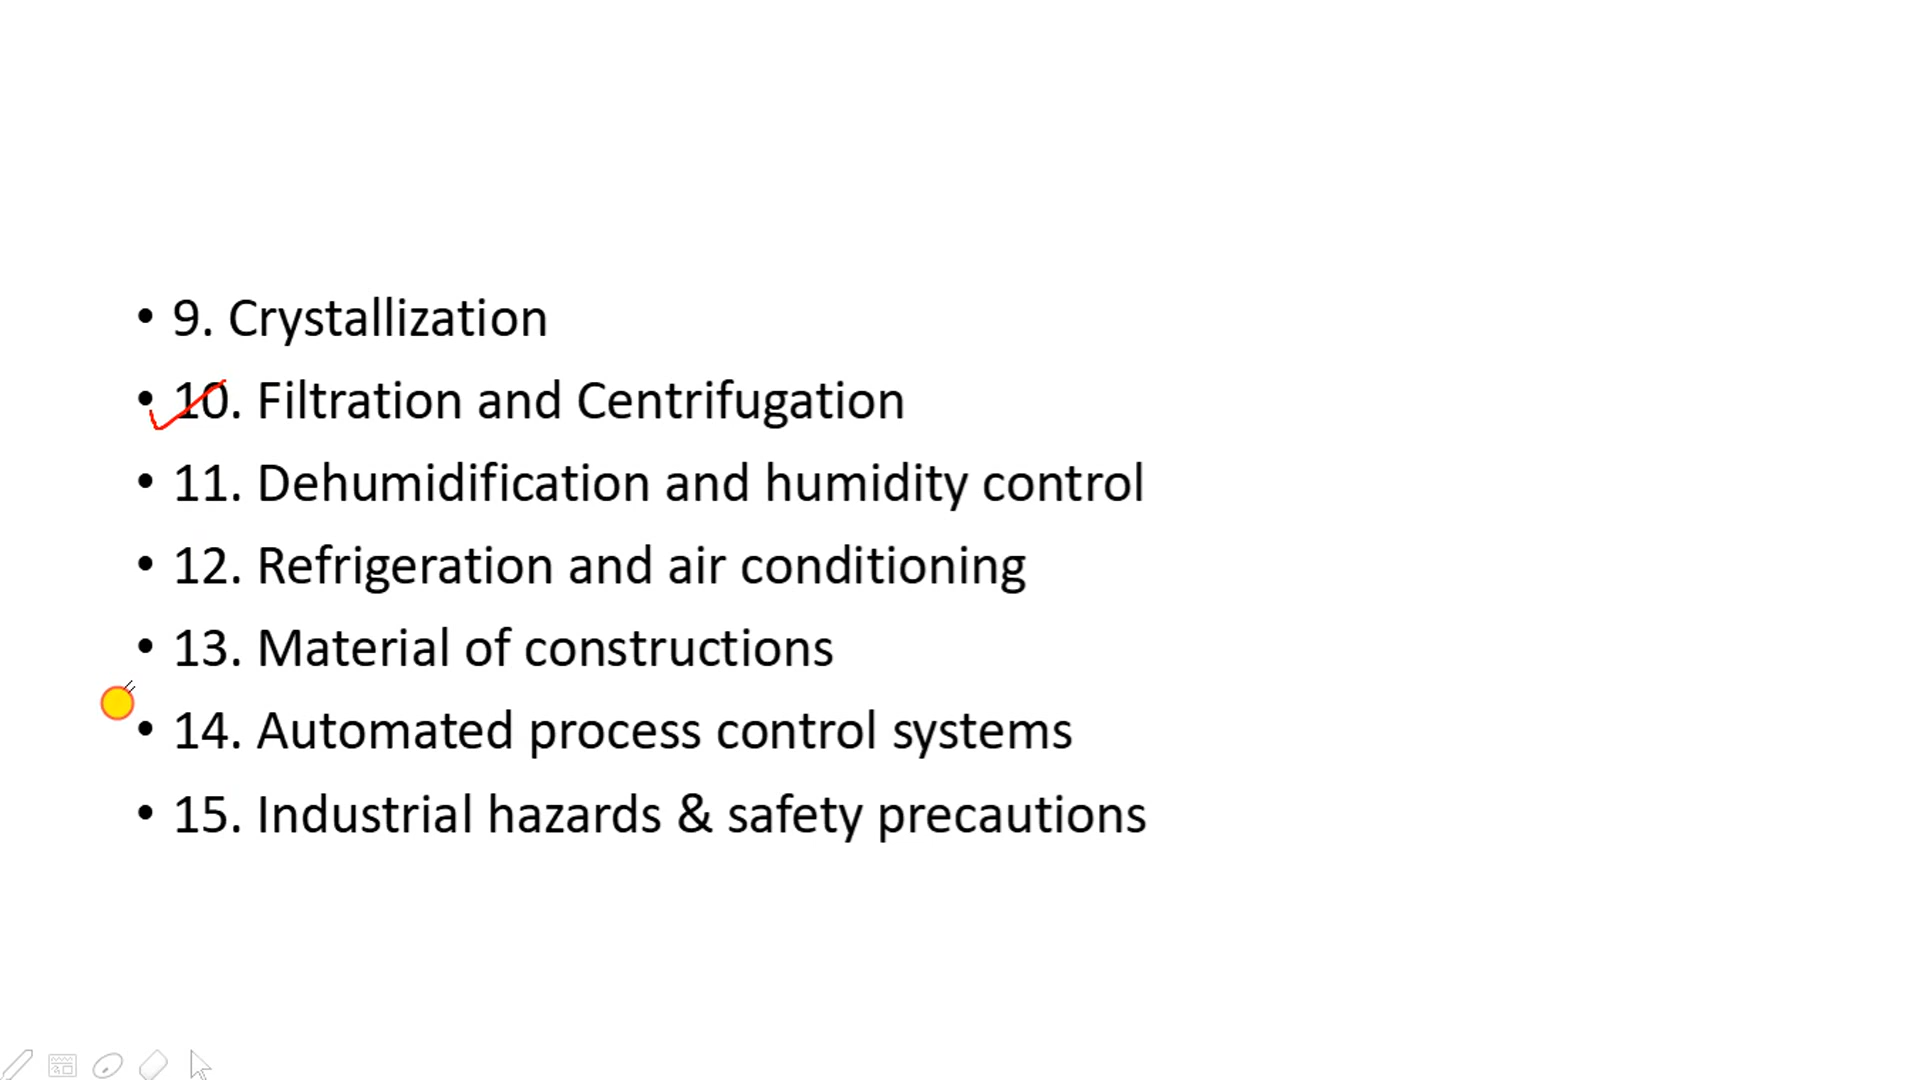 • 9. Crystallization
• 10. Filtration and Centrifugation
• 11. Dehumidification and humidity control
• 12. Refrigeration and air conditioning
• 13. Material of constructions
• 14. Automated process control systems
• 15. Industrial hazards & safety precautions